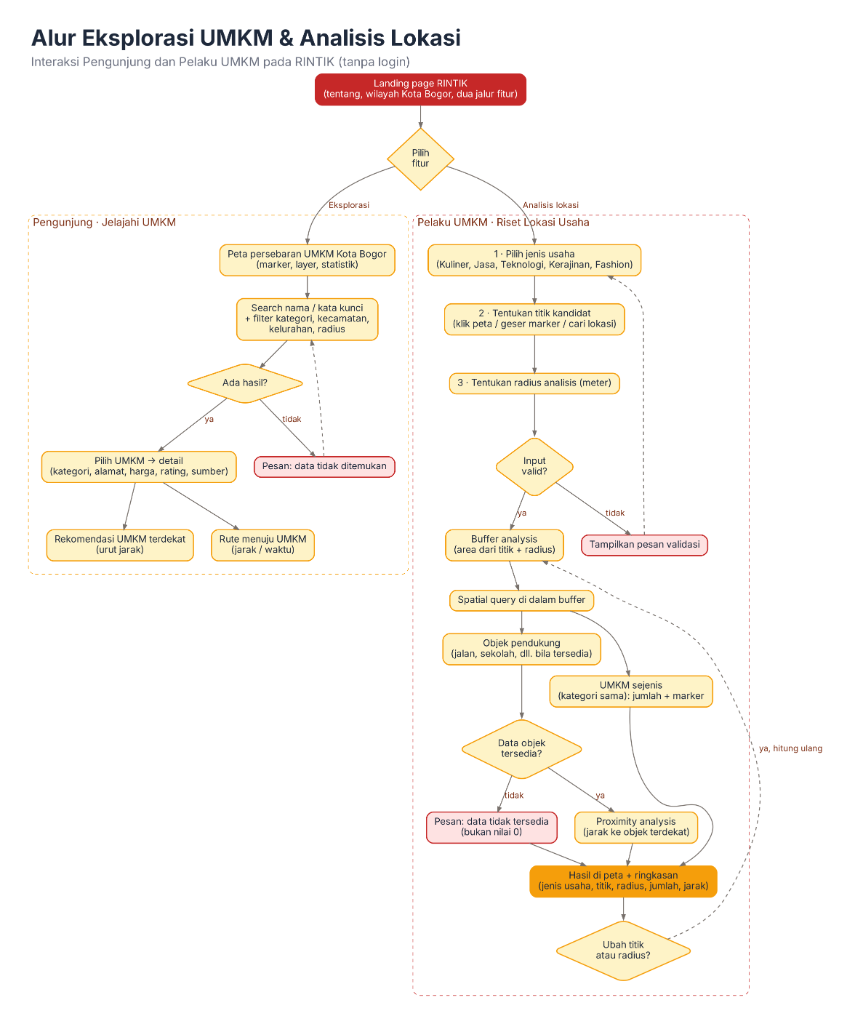 Alur Eksplorasi UMKM & Analisis Lokasi
Interaksi Pengunjung dan Pelaku UMKM pada RINTIK (tanpa login)
Landing page RINTIK
(tentang, wilayah Kota Bogor, dua jalur fitur)
Pilih
fitur
Eksplorasi
Analisis lokasi
Pengunjung · Jelajahi UMKM
Peta persebaran UMKM Kota Bogor
(marker, layer, statistik)
Search nama / kata kunci
+ filter kategori, kecamatan,
kelurahan, radius
Ada hasil?
ya
tidak
Pilih UMKM → detail
(kategori, alamat, harga, rating, sumber)
Pesan: data tidak ditemukan
Rekomendasi UMKM terdekat
(urut jarak)
Rute menuju UMKM
(jarak / waktu)
Pelaku UMKM · Riset Lokasi Usaha
1 · Pilih jenis usaha
(Kuliner, Jasa, Teknologi, Kerajinan, Fashion)
2 · Tentukan titik kandidat
(klik peta / geser marker / cari lokasi)
3 · Tentukan radius analisis (meter)
Input
valid?
ya
tidak
Buffer analysis
(area dari titik + radius)
Tampilkan pesan validasi
Spatial query di dalam buffer
Objek pendukung
(jalan, sekolah, dll. bila tersedia)
UMKM sejenis
(kategori sama): jumlah + marker
Data objek
tersedia?
ya, hitung ulang
tidak
ya
Pesan: data tidak tersedia
(bukan nilai 0)
Proximity analysis
(jarak ke objek terdekat)
Hasil di peta + ringkasan
(jenis usaha, titik, radius, jumlah, jarak)
Ubah titik
atau radius?